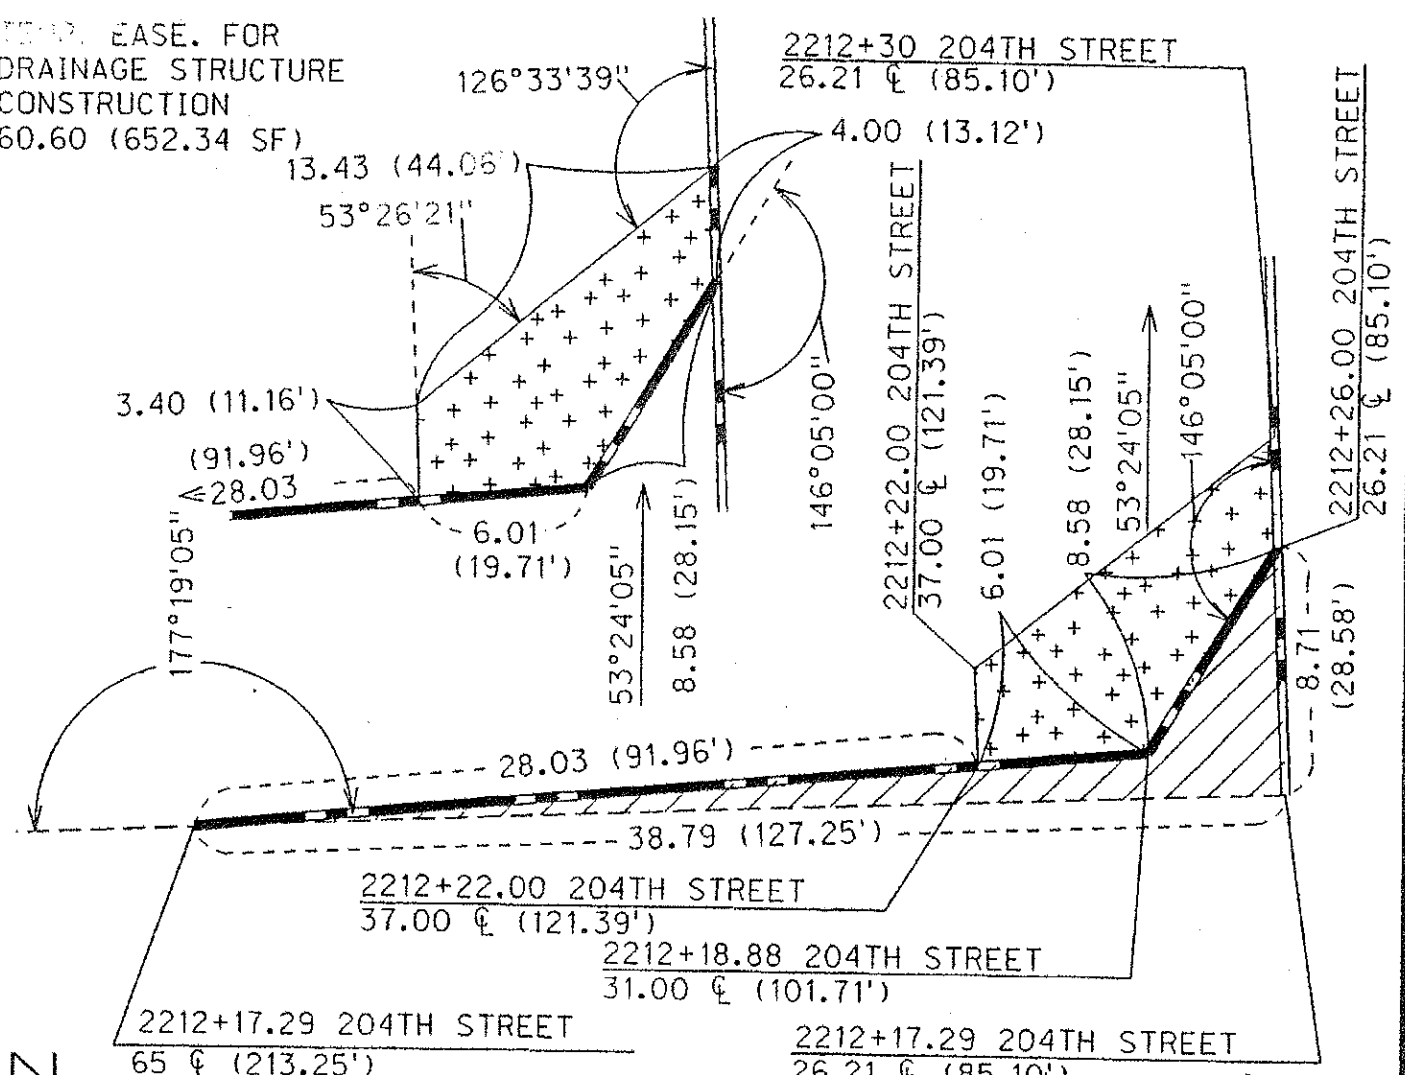 EASE. FOR
DRAINAGE STRUCTURE
CONSTRUCTION
60.60 (652.34 SF)
126°33'39"
2212+30 204TH STREET
26.21 ℄ (85.10')
4.00 (13.12')
13.43 (44.06')
53°26'21"
3.40 (11.16')
(91.96')
28.03
6.01
(19.71')
177°19'05"
53°24'05"
8.58 (28.15')
146°05'00"
2212+22.00 204TH STREET
37.00 ℄ (121.39')
6.01 (19.71')
8.58 (28.15')
53°24'05"
146°05'00"
2212+26.00 204TH STREET
26.21 ℄ (85.10')
8.71
(28.58')
28.03 (91.96')
38.79 (127.25')
2212+22.00 204TH STREET
37.00 ℄ (121.39')
2212+18.88 204TH STREET
31.00 ℄ (101.71')
2212+17.29 204TH STREET
65 ℄ (213.25')
2212+17.29 204TH STREET
26.21 ℄ (85.10')